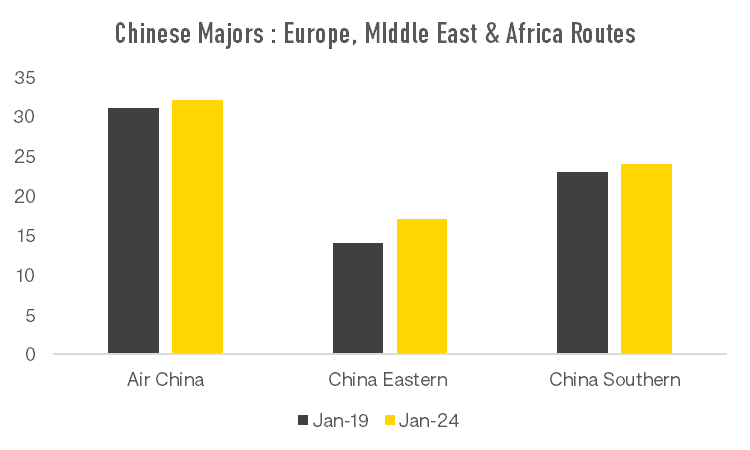 Chinese Majors : Europe, MIddle East & Africa Routes
35
30
25
20
15
10
5
0
Air China China Eastern China Southern
Jan-19 Jan-24